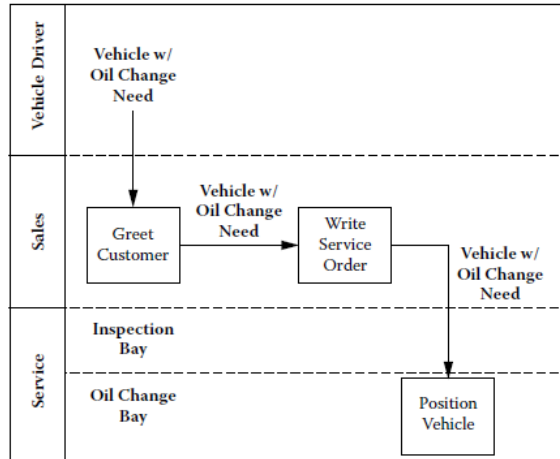 Vehicle Driver
Vehicle w/
Oil Change
Need
Sales
Greet
Customer
Vehicle w/
Oil Change
Need
Write
Service
Order
Vehicle w/
Oil Change
Need
Service
Inspection
Bay
Oil Change
Bay
Position
Vehicle